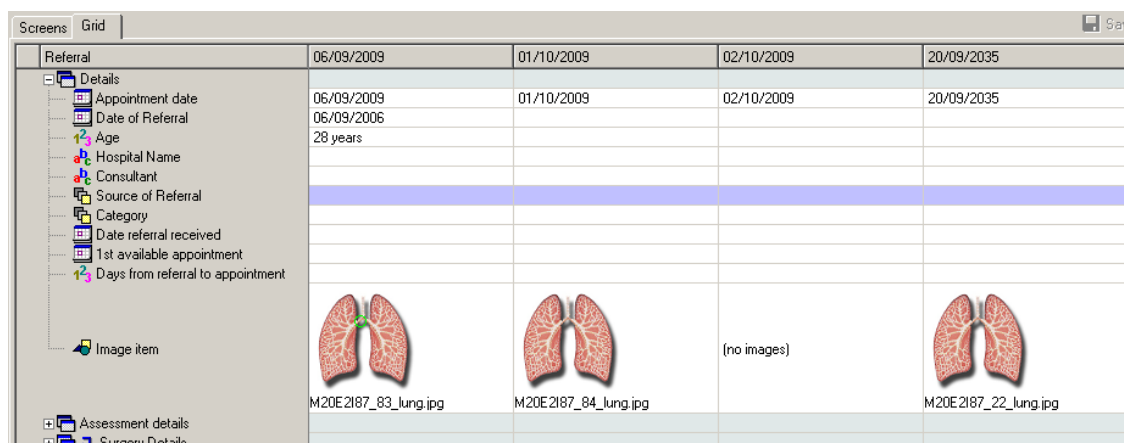 Screens Grid Sav
Referral 06/09/2009 01/10/2009 02/10/2009 20/09/2035
Details
Appointment date 06/09/2009 01/10/2009 02/10/2009 20/09/2035
Date of Referral 06/09/2006
Age 28 years
Hospital Name
Consultant
Source of Referral
Category
Date referral received
1st available appointment
Days from referral to appointment
Image item (no images)
M20E2I87_83_lung.jpg M20E2I87_84_lung.jpg M20E2I87_22_lung.jpg
Assessment details
Surgery Details